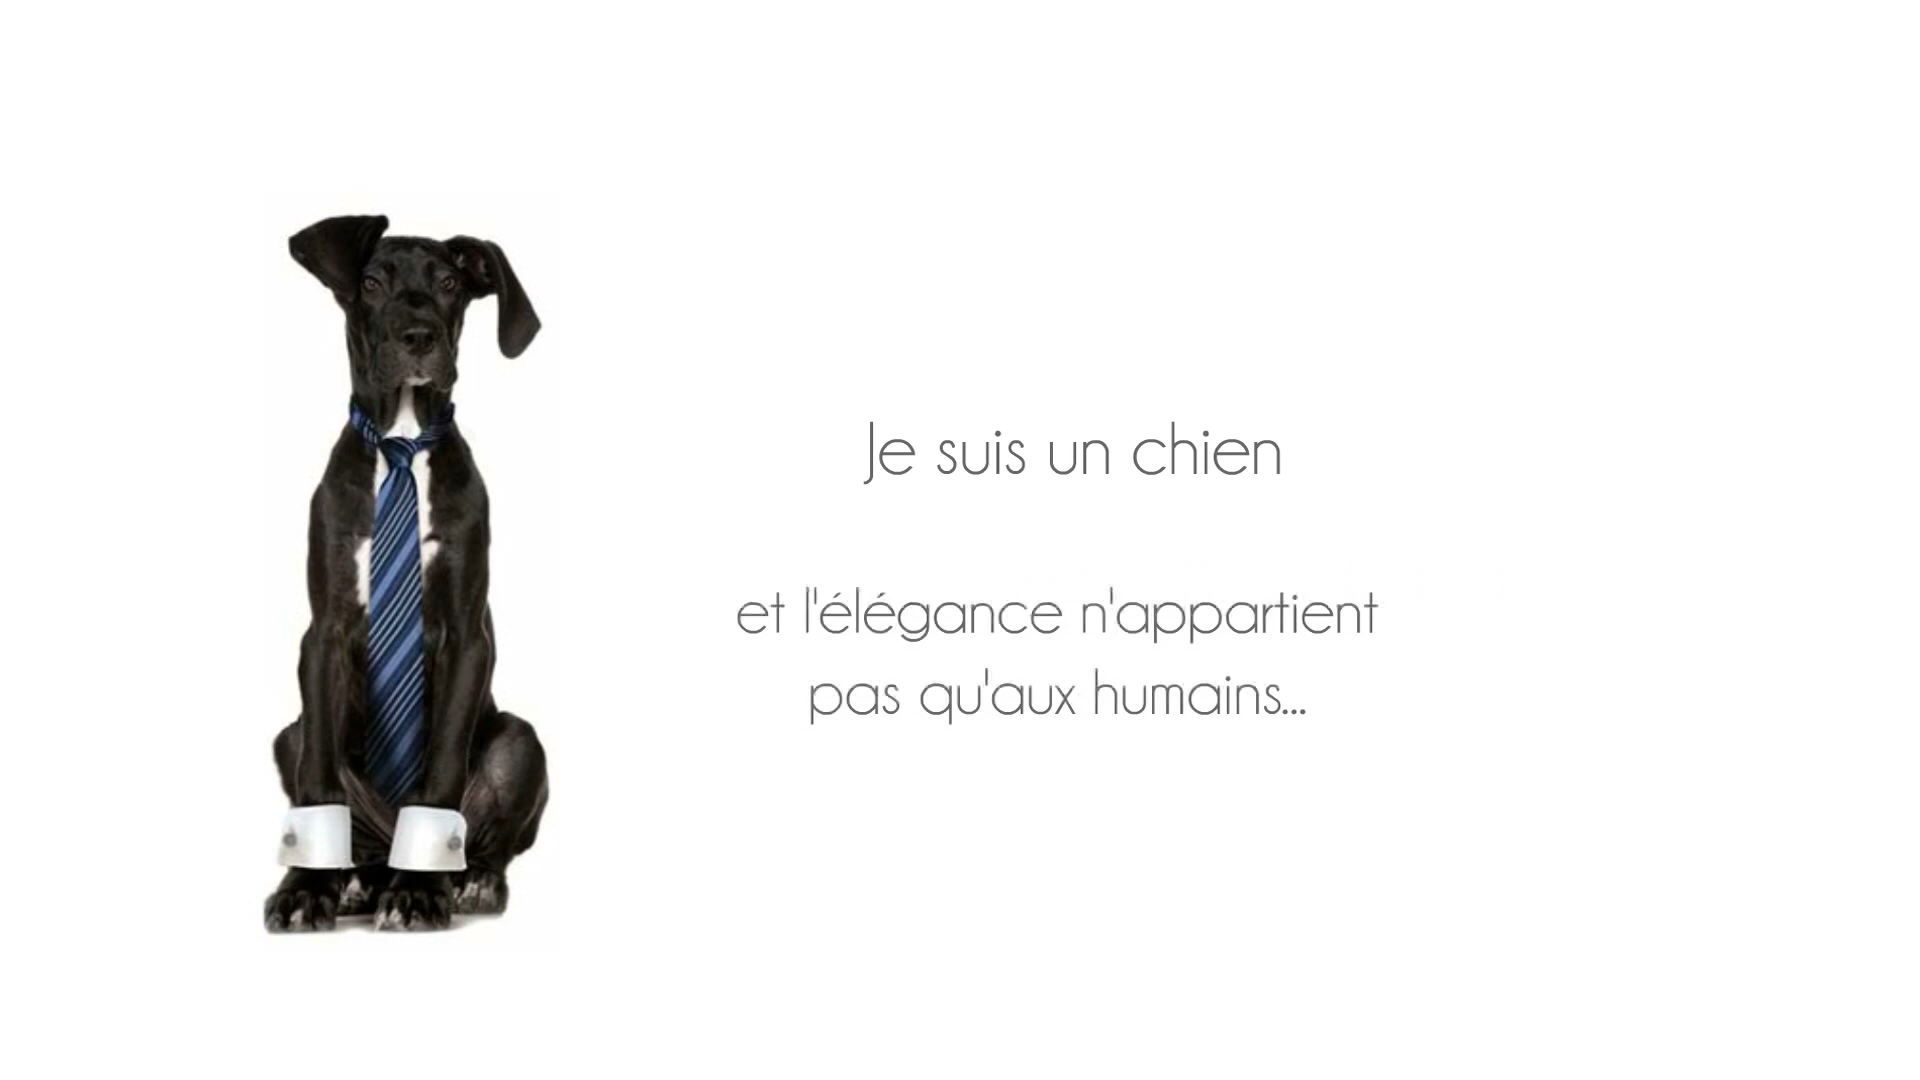 Je suis un chien
et l'élégance n'appartient
pas qu'aux humains...